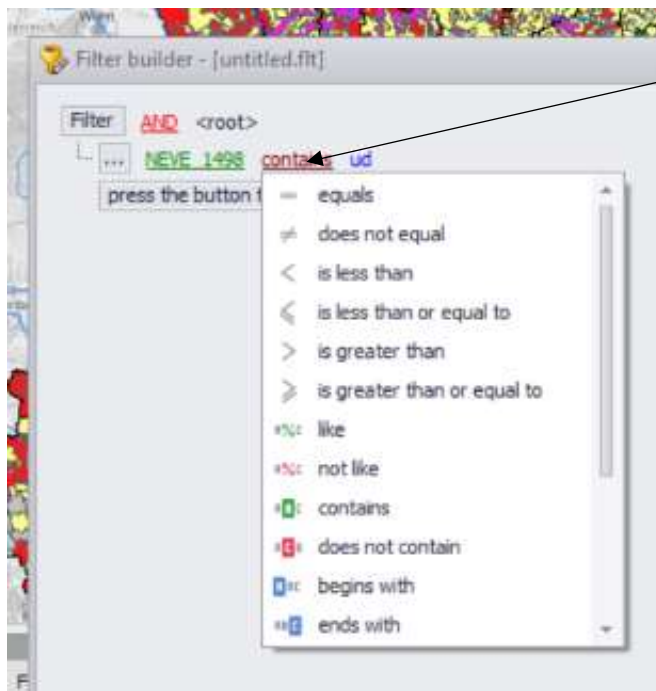 Wien
Filter builder - [untitled.flt]
Filter AND <root>
... NEVE_1498 contains ud
press the button t
equals
does not equal
is less than
is less than or equal to
is greater than
is greater than or equal to
like
not like
contains
does not contain
begins with
ends with
F